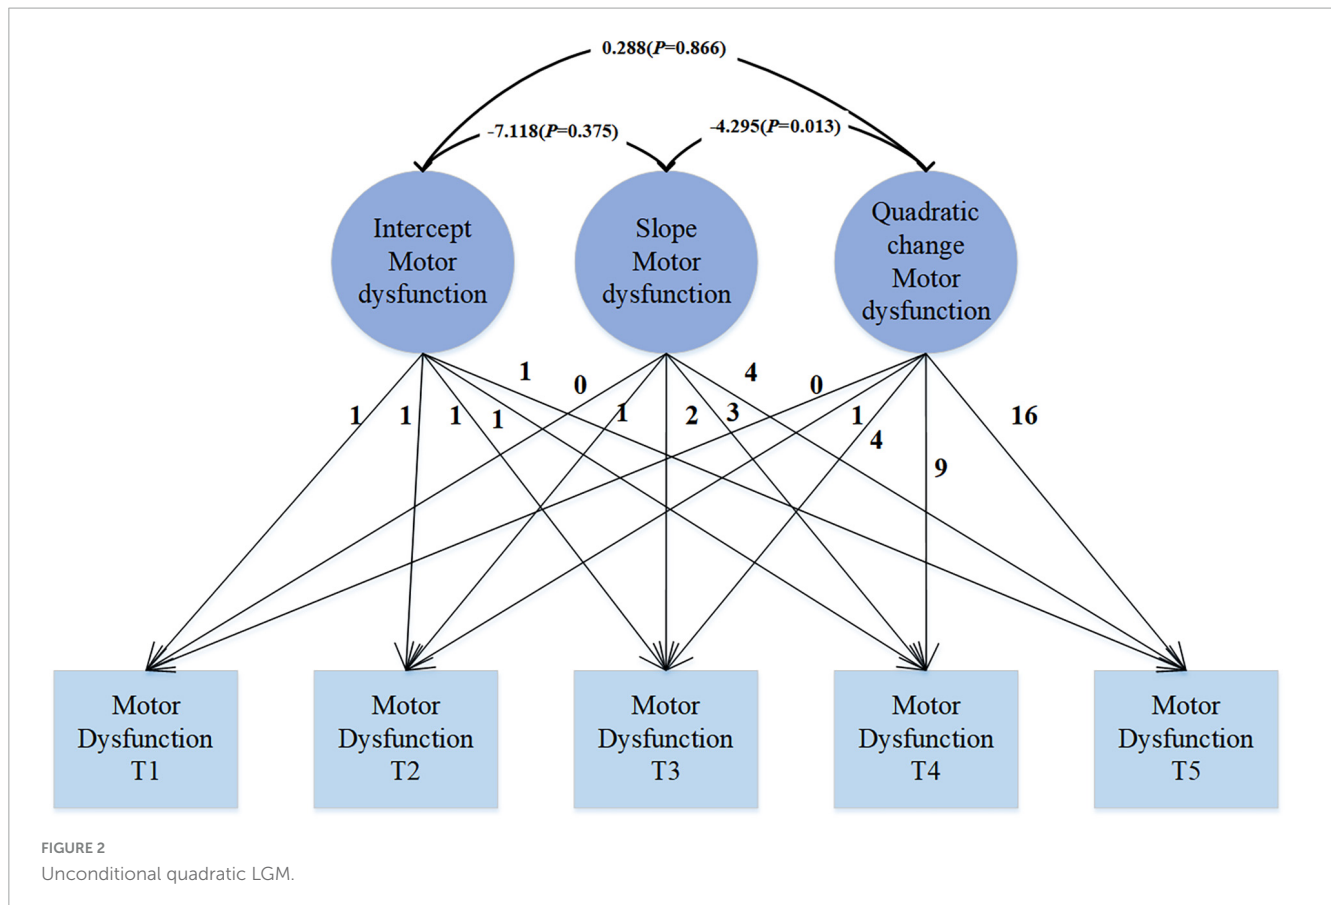 0.288(P=0.866)
-7.118(P=0.375)
-4.295(P=0.013)
Intercept
Motor
dysfunction
Slope
Motor
dysfunction
Quadratic
change
Motor
dysfunction
1
1
1
1
1
0
1
2
3
4
0
1
4
9
16
Motor
Dysfunction
T1
Motor
Dysfunction
T2
Motor
Dysfunction
T3
Motor
Dysfunction
T4
Motor
Dysfunction
T5
FIGURE 2
Unconditional quadratic LGM.